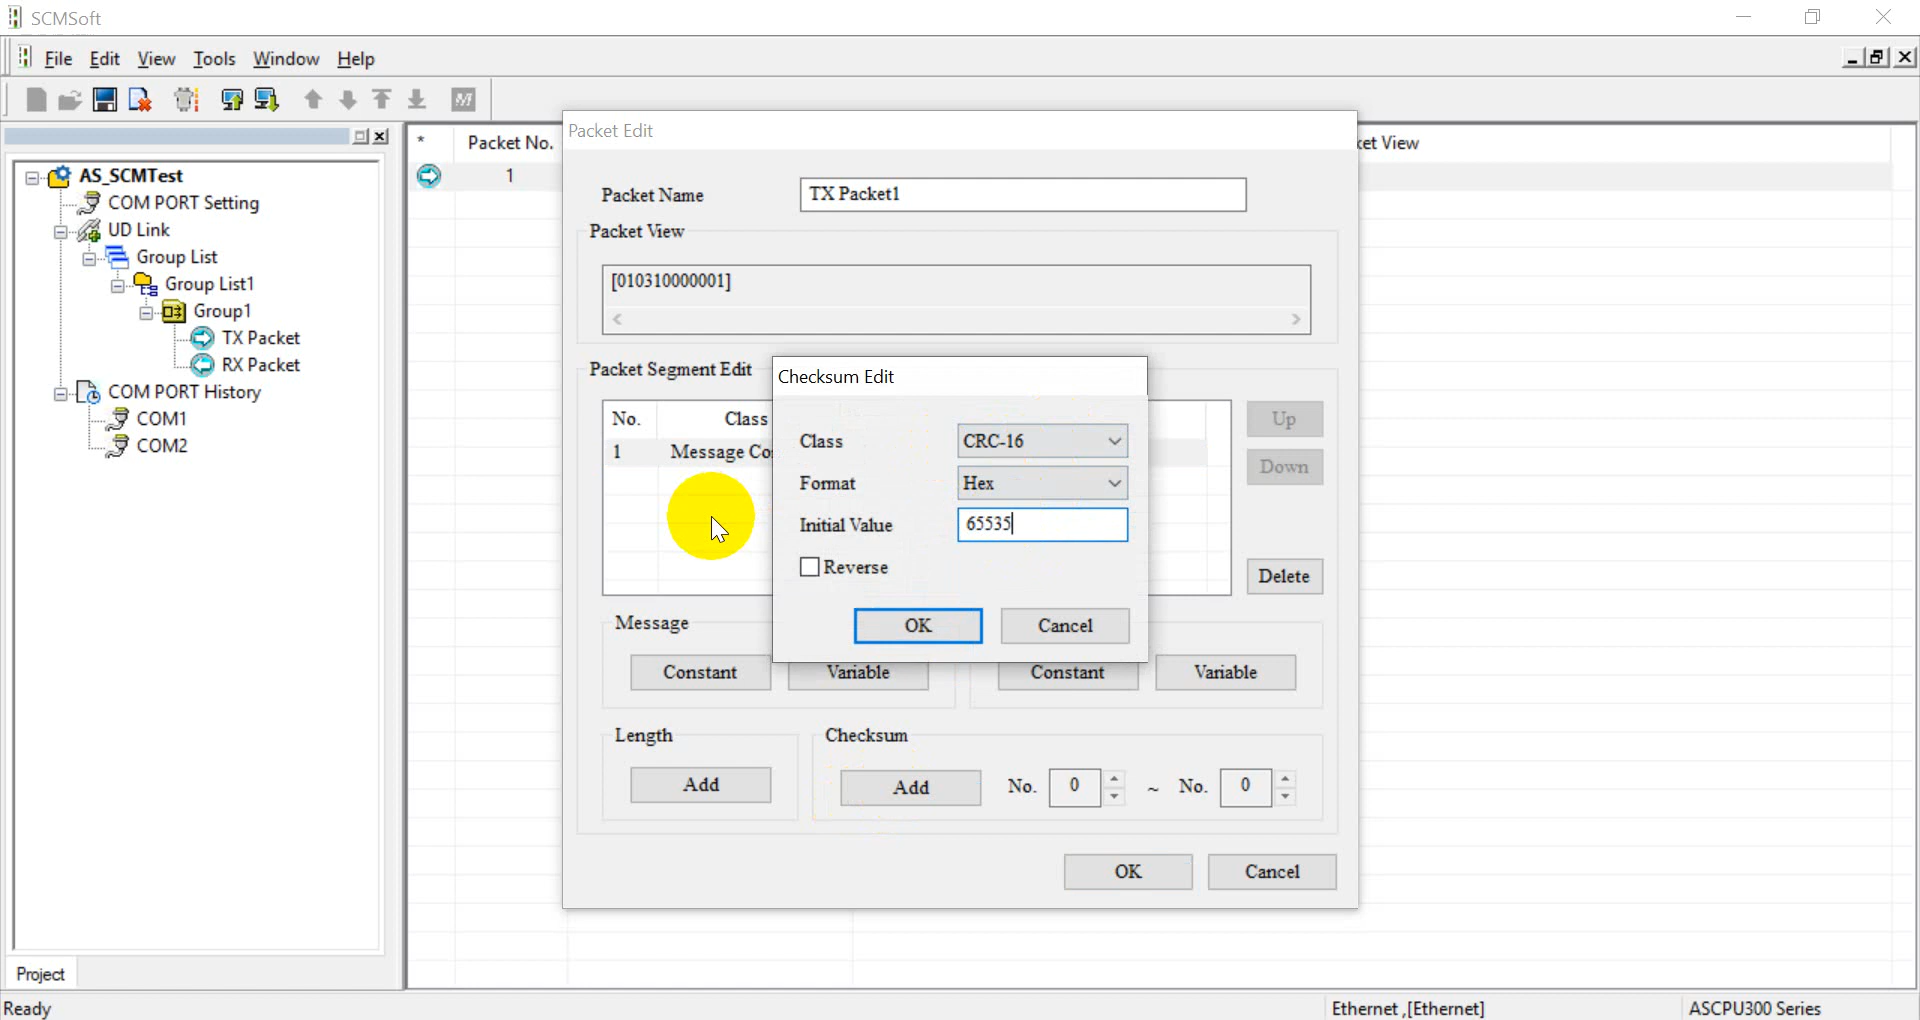 SCMSoft
File Edit View Tools Window Help
* Packet No. ket View
1
AS_SCMTest
COM PORT Setting
UD Link
Group List
Group List1
Group1
TX Packet
RX Packet
COM PORT History
COM1
COM2
Project
Packet Edit
Packet Name TX Packet1
Packet View
[010310000001]
Packet Segment Edit
No. Class
1 Message Co
Up
Down
Delete
Checksum Edit
Class CRC-16
Format Hex
Initial Value 65535
Reverse
OK Cancel
Message
Constant Variable Constant Variable
Length Checksum
Add Add No. 0 ~ No. 0
OK Cancel
Ready Ethernet ,[Ethernet] ASCPU300 Series